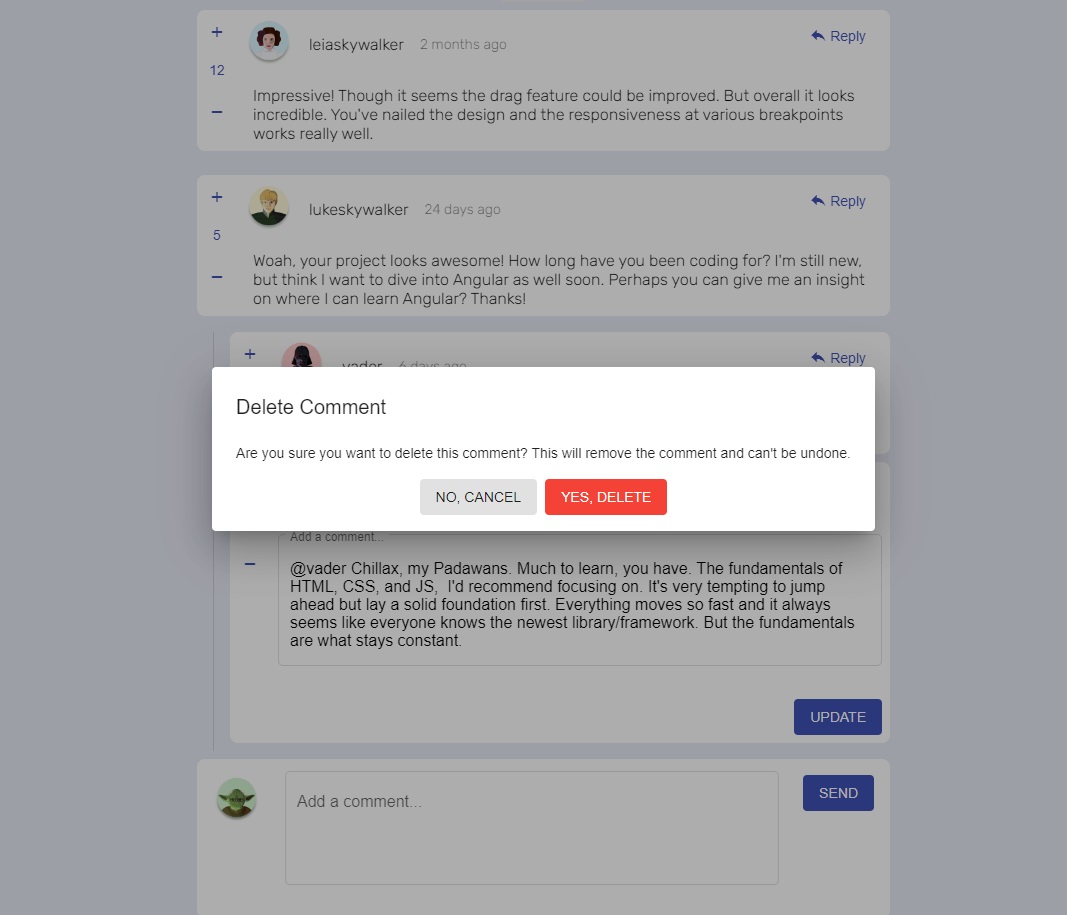 +
leiaskywalker 2 months ago Reply
12
Impressive! Though it seems the drag feature could be improved. But overall it looks
incredible. You've nailed the design and the responsiveness at various breakpoints
works really well.
−
+
lukeskywalker 24 days ago Reply
5
Woah, your project looks awesome! How long have you been coding for? I'm still new,
but think I want to dive into Angular as well soon. Perhaps you can give me an insight
on where I can learn Angular? Thanks!
−
+
vader 6 days ago Reply
Delete Comment
Are you sure you want to delete this comment? This will remove the comment and can't be undone.
NO, CANCEL YES, DELETE
Add a comment...
−
@vader Chillax, my Padawans. Much to learn, you have. The fundamentals of
HTML, CSS, and JS,  I'd recommend focusing on. It's very tempting to jump
ahead but lay a solid foundation first. Everything moves so fast and it always
seems like everyone knows the newest library/framework. But the fundamentals
are what stays constant.
UPDATE
Add a comment...
SEND